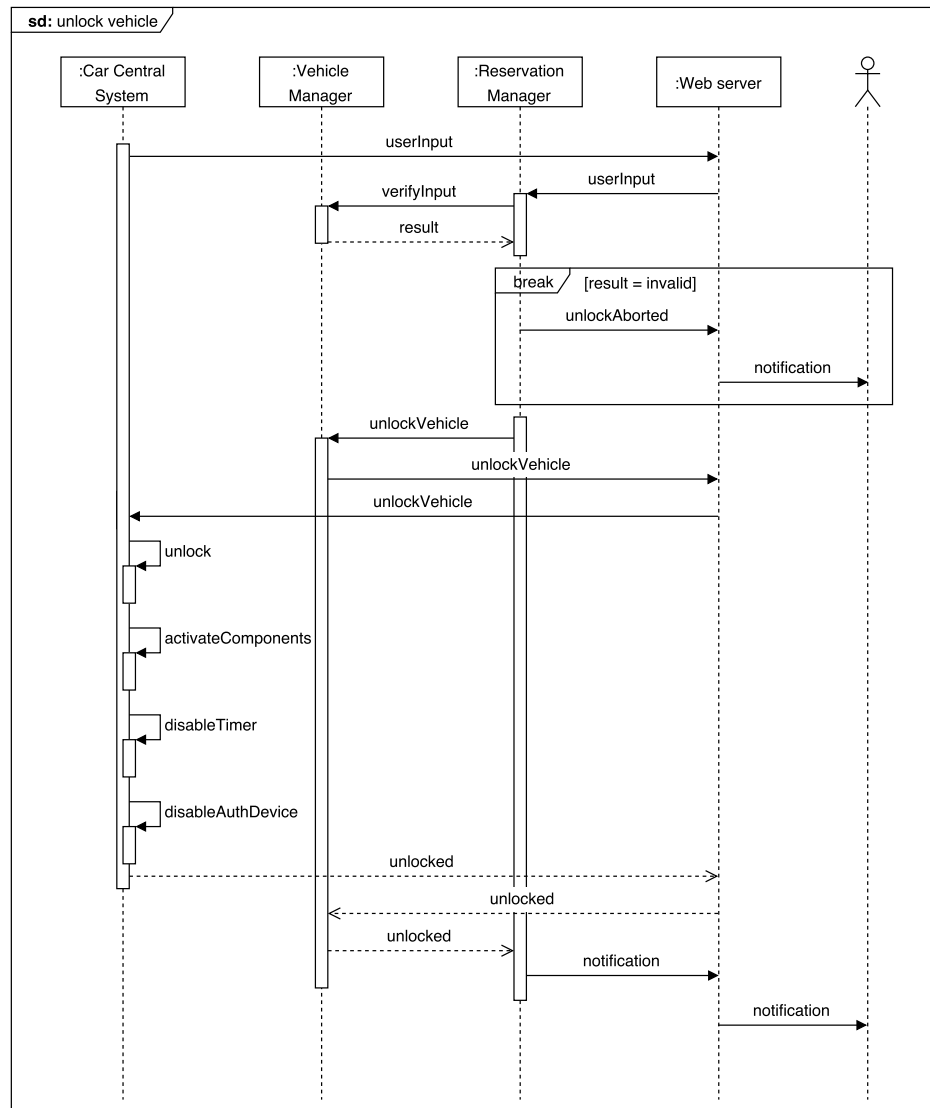 sd: unlock vehicle
:Car Central
System
:Vehicle
Manager
:Reservation
Manager
:Web server
userInput
userInput
verifyInput
result
break
[result = invalid]
unlockAborted
notification
unlockVehicle
unlockVehicle
unlockVehicle
unlock
activateComponents
disableTimer
disableAuthDevice
unlocked
unlocked
unlocked
notification
notification